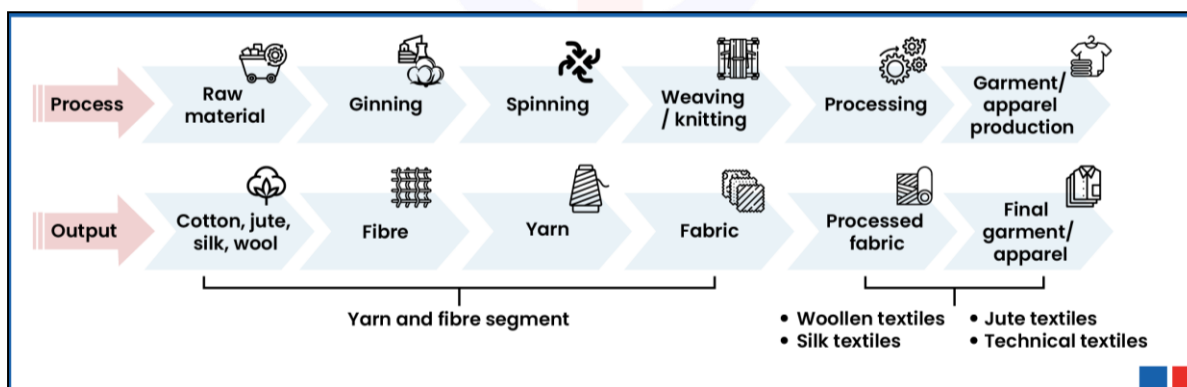 Process
Raw
material
Ginning
Spinning
Weaving
/ knitting
Processing
Garment/
apparel
production
Output
Cotton, jute,
silk, wool
Fibre
Yarn
Fabric
Processed
fabric
Final
garment/
apparel
Yarn and fibre segment
• Woollen textiles
• Silk textiles
• Jute textiles
• Technical textiles